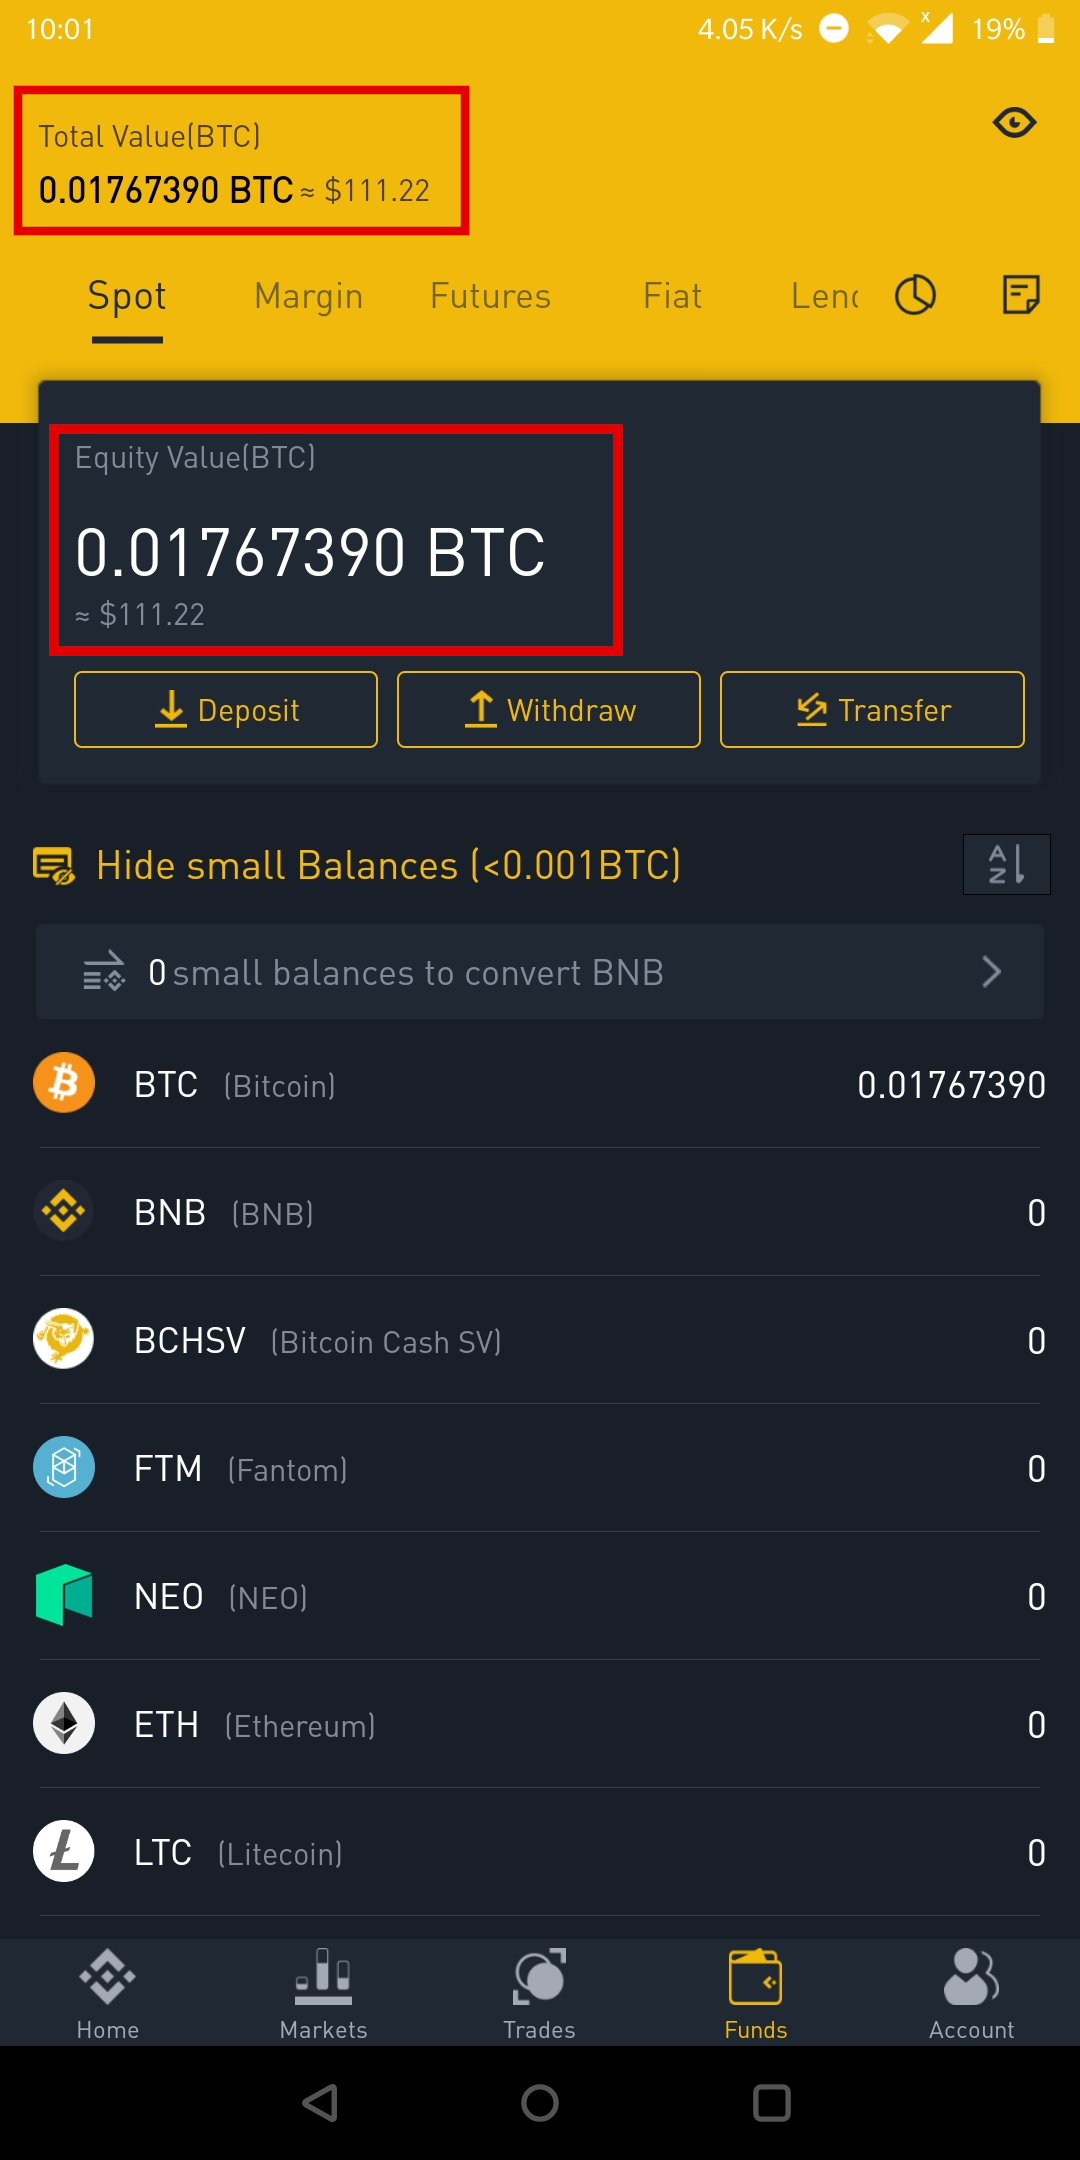 10:01 4.05 K/s x 19%
Total Value(BTC)
0.01767390 BTC ≈ $111.22
Spot Margin Futures Fiat Lenc
Equity Value(BTC)
0.01767390 BTC
≈ $111.22
Deposit Withdraw Transfer
Hide small Balances (<0.001BTC) A Z
0 small balances to convert BNB
BTC (Bitcoin) 0.01767390
BNB (BNB) 0
BCHSV (Bitcoin Cash SV) 0
FTM (Fantom) 0
NEO (NEO) 0
ETH (Ethereum) 0
LTC (Litecoin) 0
Home Markets Trades Funds Account